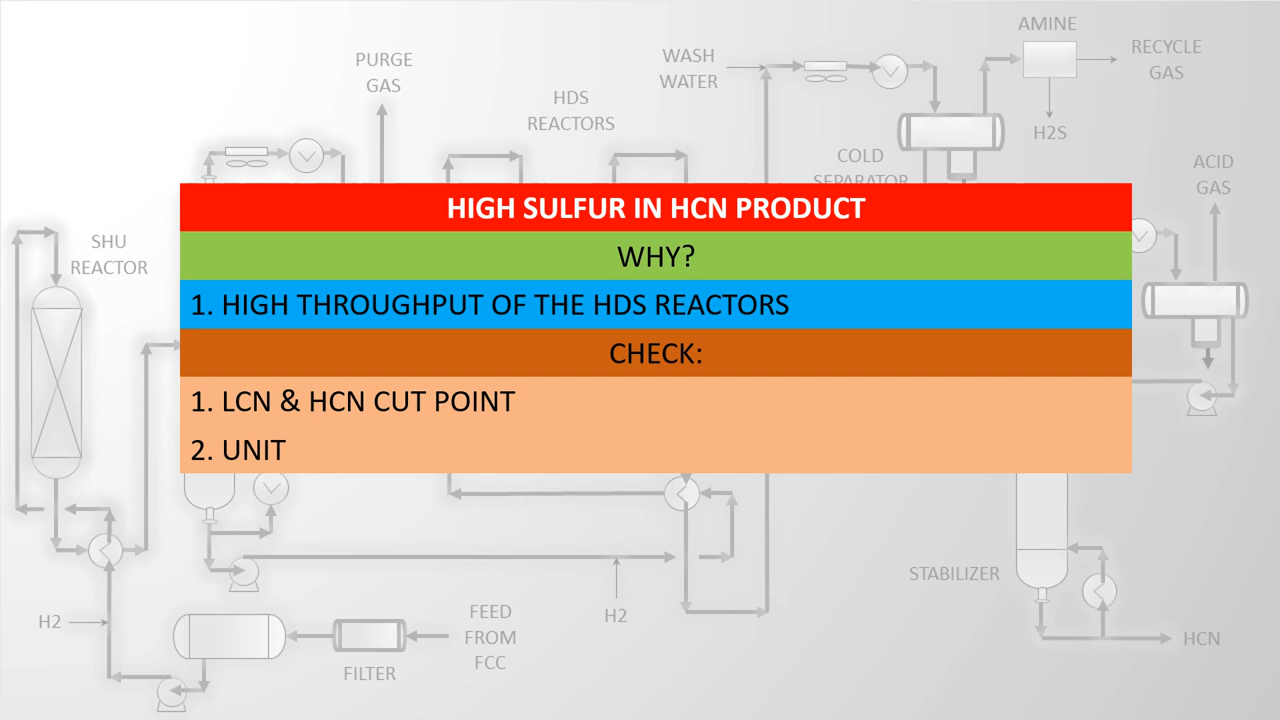 AMINE
PURGE
GAS
WASH
WATER
RECYCLE
GAS
HDS
REACTORS
H2S
COLD
SEPARATOR
ACID
GAS
SHU
REACTOR
HIGH SULFUR IN HCN PRODUCT
WHY?
1. HIGH THROUGHPUT OF THE HDS REACTORS
CHECK:
1. LCN & HCN CUT POINT
2. UNIT
STABILIZER
H2
FEED
FROM
FCC
H2
FILTER
HCN